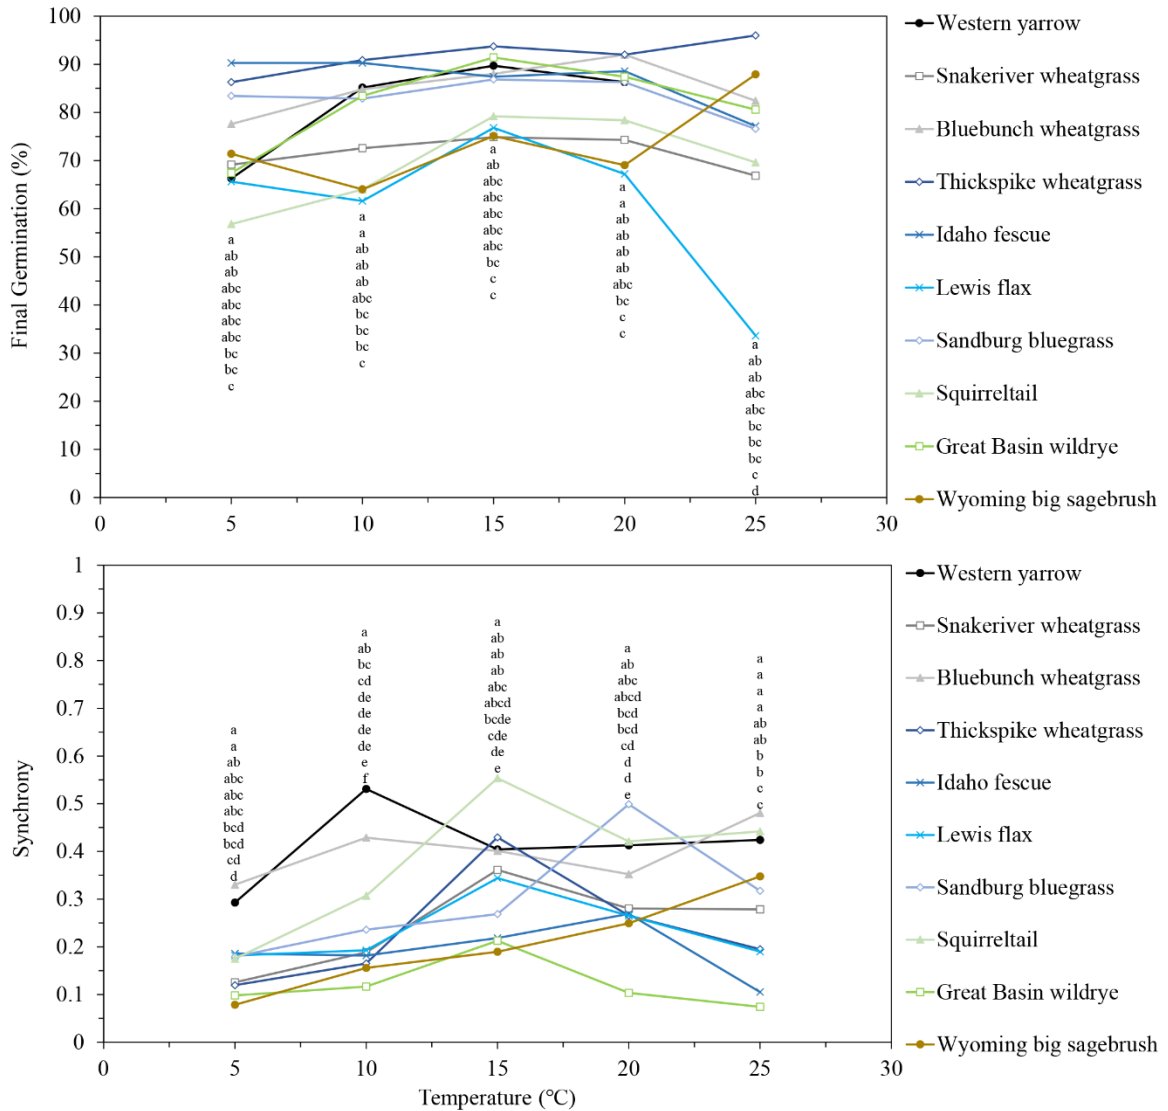 Final Germination (%)
100
90
80
70
60
50
40
30
20
10
0
a
ab
ab
abc
abc
abc
abc
bc
bc
c
a
a
ab
ab
ab
abc
bc
bc
bc
c
a
ab
abc
abc
abc
abc
abc
bc
c
c
a
a
ab
ab
ab
ab
abc
bc
c
c
a
ab
ab
abc
abc
bc
bc
bc
c
d
0 5 10 15 20 25 30
Western yarrow
Snakeriver wheatgrass
Bluebunch wheatgrass
Thickspike wheatgrass
Idaho fescue
Lewis flax
Sandburg bluegrass
Squirreltail
Great Basin wildrye
Wyoming big sagebrush
Synchrony
1
0.9
0.8
0.7
0.6
0.5
0.4
0.3
0.2
0.1
0
a
a
ab
abc
abc
abc
bcd
bcd
cd
d
a
ab
bc
cd
de
de
de
de
e
f
a
ab
ab
ab
abc
abcd
bcde
cde
de
e
a
ab
abc
abcd
bcd
bcd
cd
d
d
e
a
a
a
a
ab
ab
b
b
c
c
0 5 10 15 20 25 30
Temperature (°C)
Western yarrow
Snakeriver wheatgrass
Bluebunch wheatgrass
Thickspike wheatgrass
Idaho fescue
Lewis flax
Sandburg bluegrass
Squirreltail
Great Basin wildrye
Wyoming big sagebrush